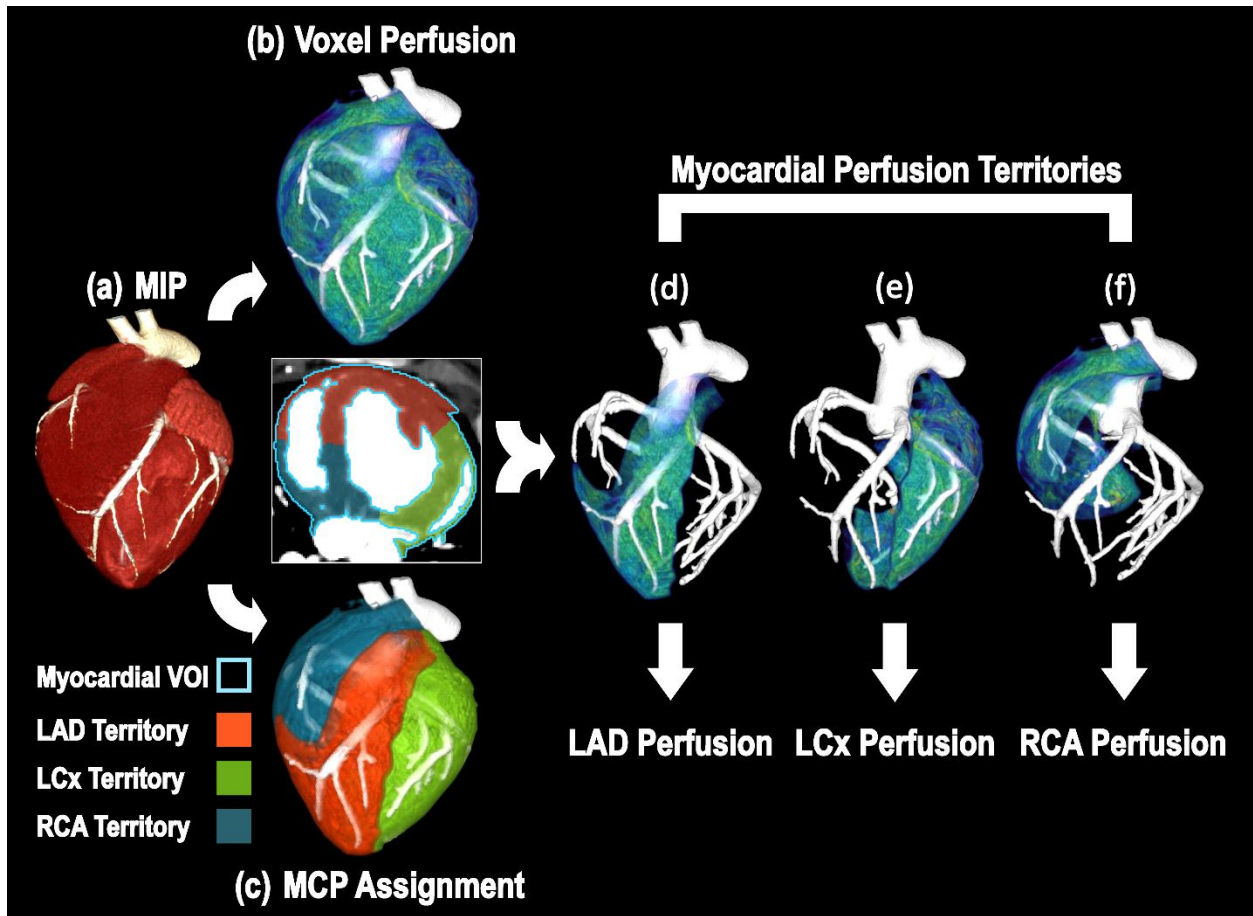 (b) Voxel Perfusion
Myocardial Perfusion Territories
(a) MIP
(d)
(e)
(f)
Myocardial VOI
LAD Territory
LCx Territory
RCA Territory
LAD Perfusion
LCx Perfusion
RCA Perfusion
(c) MCP Assignment